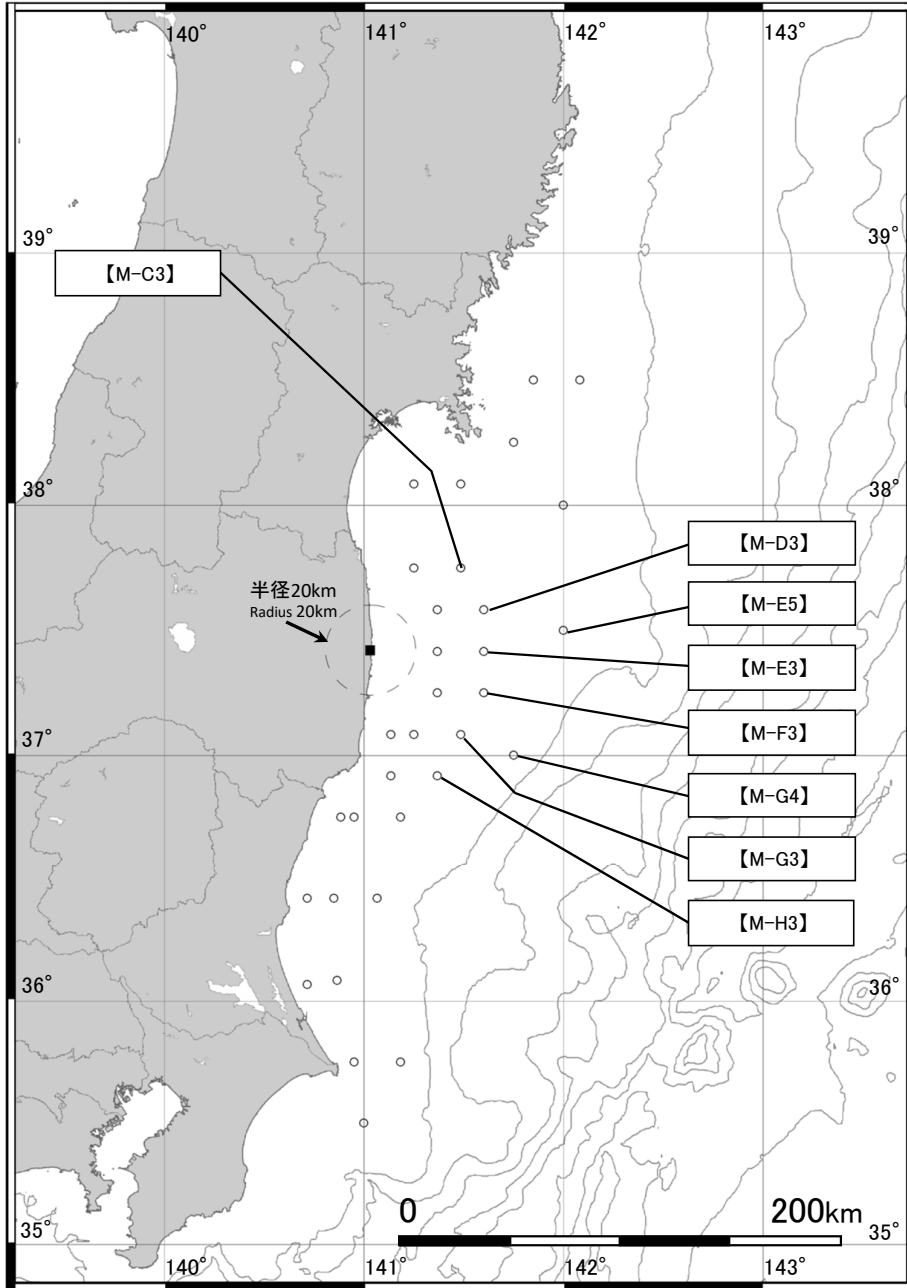 140°
141°
142°
143°
39°
39°
【M-C3】
38°
38°
【M-D3】
半径20km
Radius 20km
【M-E5】
【M-E3】
【M-F3】
37°
37°
【M-G4】
【M-G3】
【M-H3】
36°
36°
0
200km
35°
35°
140°
141°
142°
143°